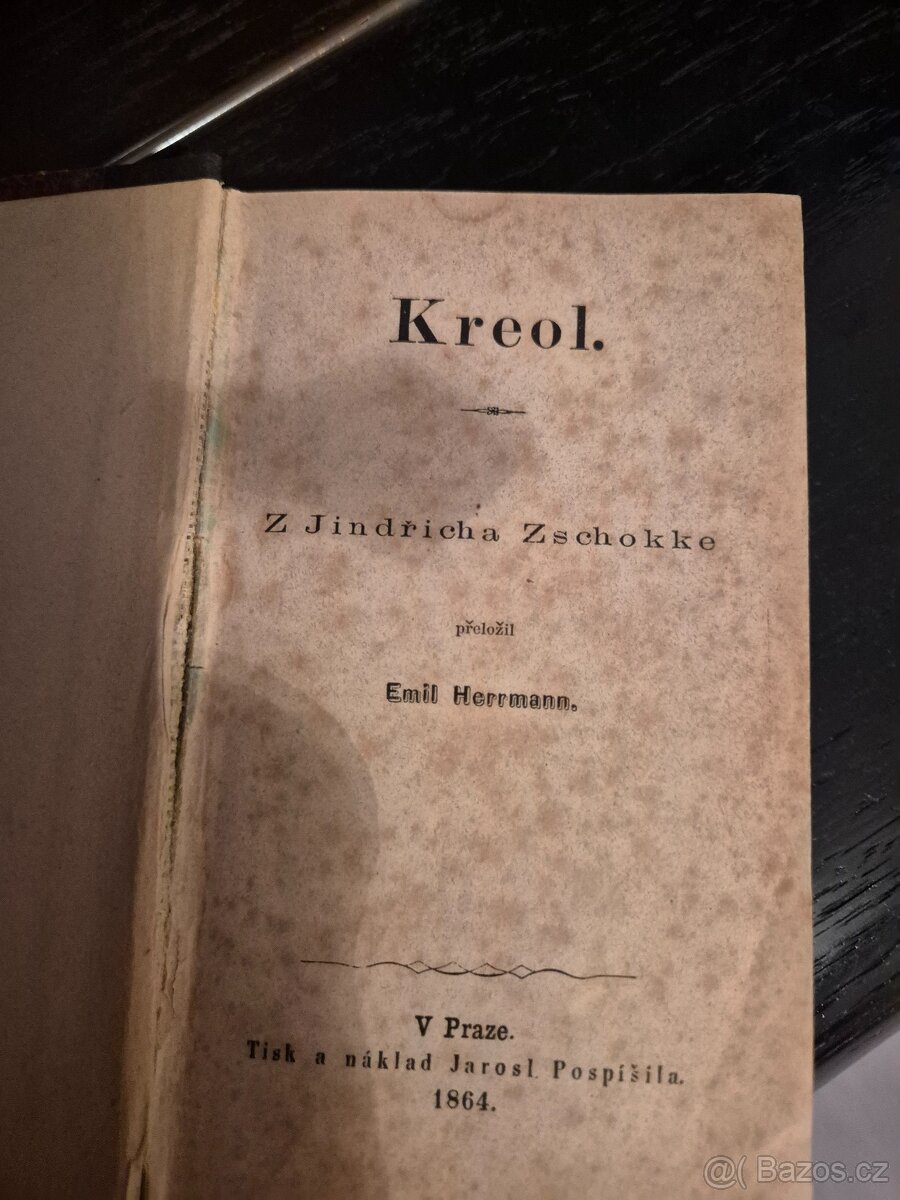 Kreol.
Z Jindřicha Zschokke
přeložil
Emil Herrmann.
V Praze.
Tisk a náklad Jarosl. Pospíšila.
1864.
@( Bazos.cz